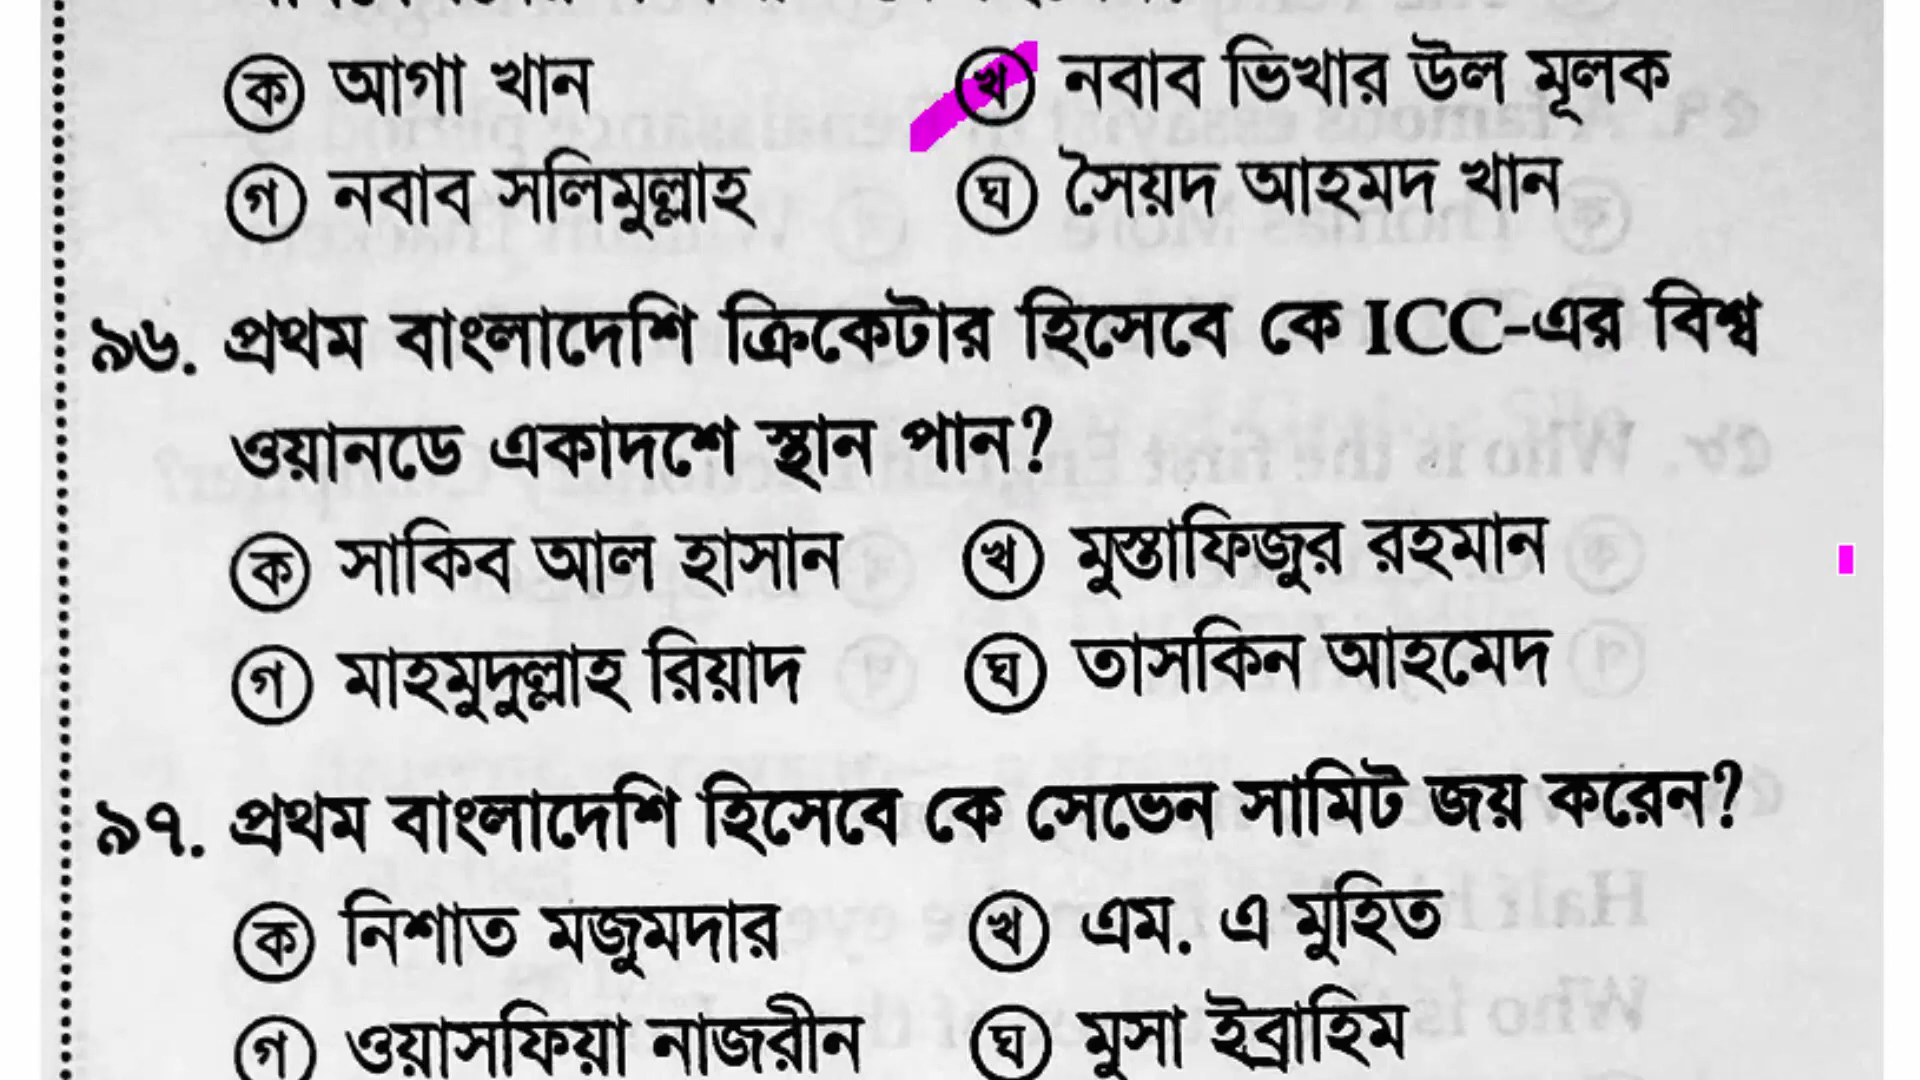 ক আগা খান খ নবাব ভিখার উল মূলক
গ নবাব সলিমুল্লাহ ঘ সৈয়দ আহমদ খান
৯৬. প্রথম বাংলাদেশি ক্রিকেটার হিসেবে কে ICC-এর বিশ্ব
ওয়ানডে একাদশে স্থান পান?
ক সাকিব আল হাসান খ মুস্তাফিজুর রহমান
গ মাহমুদুল্লাহ রিয়াদ ঘ তাসকিন আহমেদ
৯৭. প্রথম বাংলাদেশি হিসেবে কে সেভেন সামিট জয় করেন?
ক নিশাত মজুমদার খ এম. এ মুহিত
গ ওয়াসফিয়া নাজরীন ঘ মুসা ইব্রাহিম